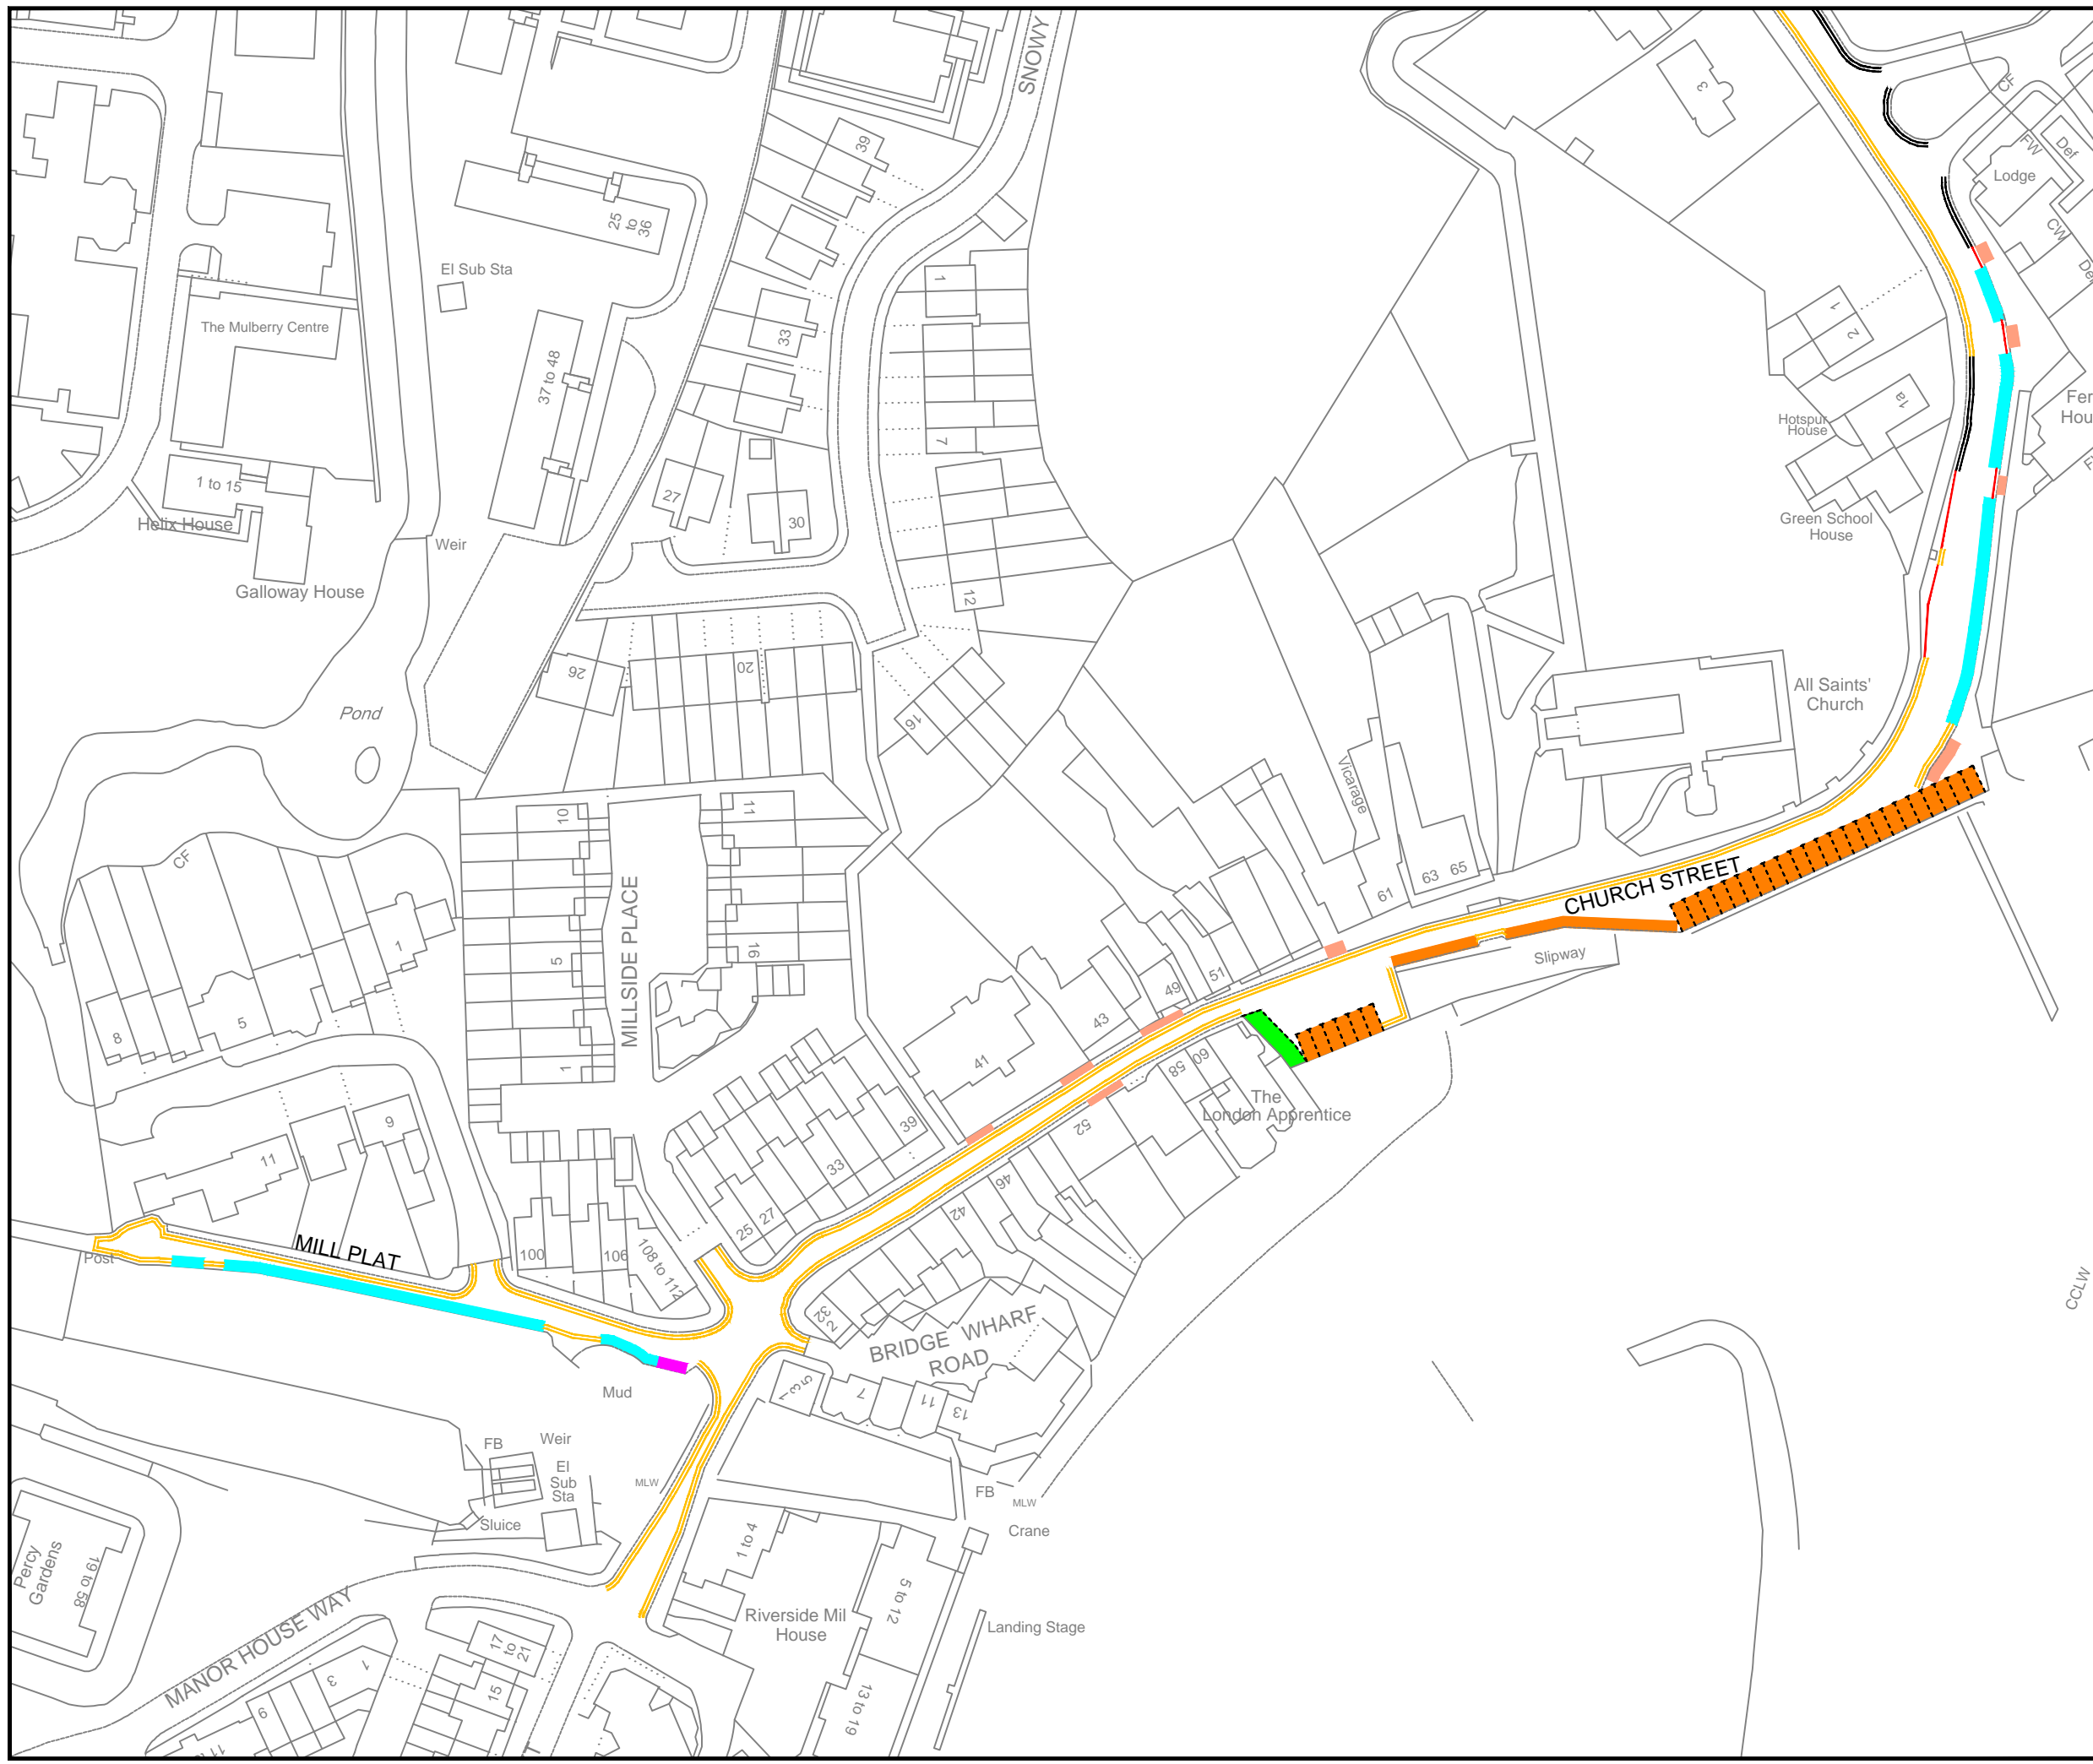 SNOWY
39
3
CF
FW
Def
Lodge
CW
25
to
36
El Sub Sta
1
1
2
The Mulberry Centre
33
37 to 48
1a
Hotspur
House
7
1 to 15
27
30
Helix House
Green School
House
Weir
Galloway House
12
26
20
All Saints'
Church
Pond
16
Vicarage
10
11
CF
MILLSIDE PLACE
CHURCH STREET
63 65
61
1
5
16
51
49
Slipway
8
5
43
41
1
60
58
The
London Apprentice
9
39
52
11
33
46
25
27
42
MILL PLAT
Post
100
106
108 to 112
32
BRIDGE WHARF
ROAD
CCLW
7
11
13
Mud
FB
Weir
El
Sub
Sta
MLW
FB
MLW
Sluice
Crane
1 to 4
5 to 12
Percy
Gardens
19 to 58
MANOR HOUSE WAY
Riverside Mil
House
Landing Stage
17
to
21
1
3
15
9
13 to 19